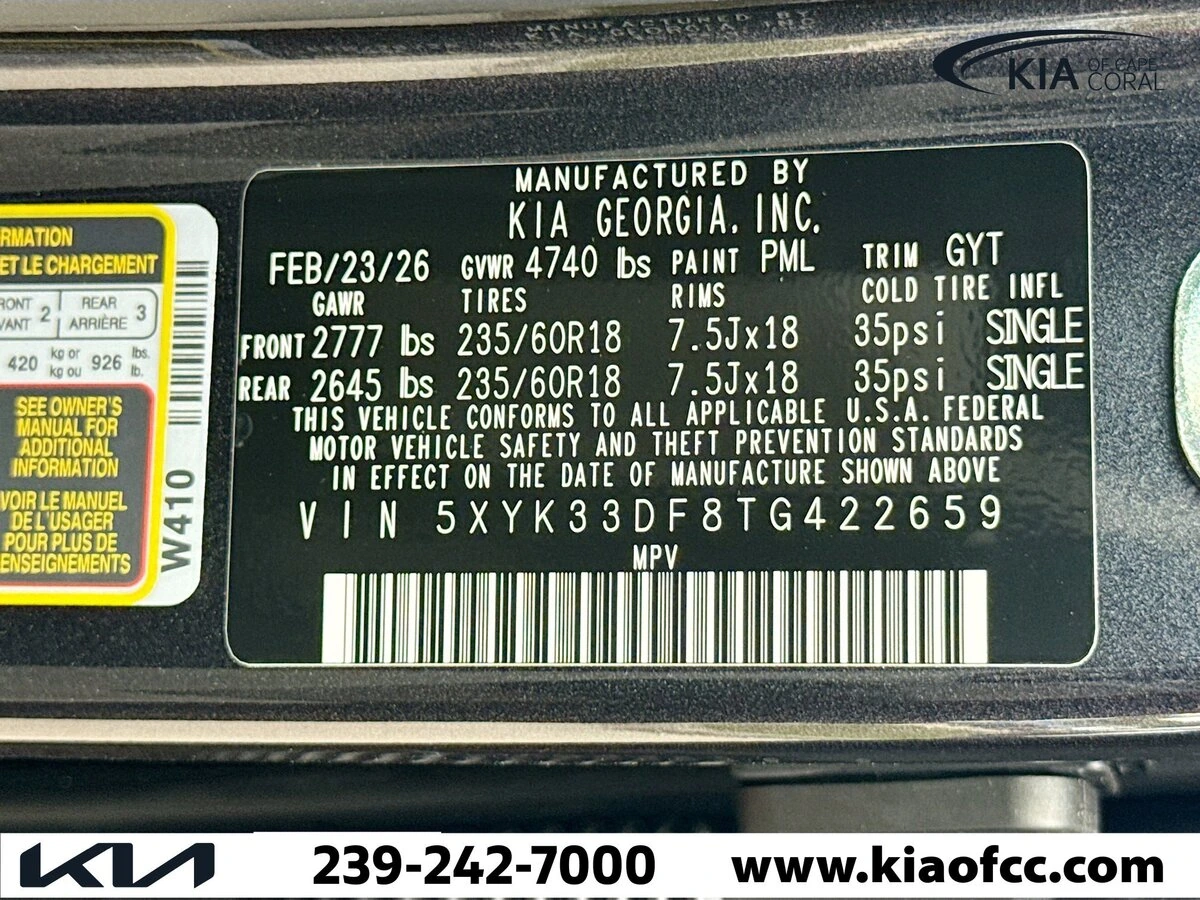 KIA OF CAPE CORAL
MANUFACTURED BY
KIA GEORGIA, INC.
FEB/23/26 GVWR 4740 lbs PAINT PML TRIM GYT
GAWR TIRES RIMS COLD TIRE INFL
FRONT 2777 lbs 235/60R18 7.5Jx18 35psi SINGLE
REAR 2645 lbs 235/60R18 7.5Jx18 35psi SINGLE
THIS VEHICLE CONFORMS TO ALL APPLICABLE U.S.A. FEDERAL
MOTOR VEHICLE SAFETY AND THEFT PREVENTION STANDARDS
IN EFFECT ON THE DATE OF MANUFACTURE SHOWN ABOVE
VIN 5XYK33DF8TG422659
MPV
RMATION
ET LE CHARGEMENT
RONT VANT 2 REAR ARRIÈRE 3
420 kg or kg ou 926 lbs. lb.
SEE OWNER'S
MANUAL FOR
ADDITIONAL
INFORMATION
VOIR LE MANUEL
DE L'USAGER
POUR PLUS DE
ENSEIGNEMENTS
W410
KIA 239-242-7000 www.kiaofcc.com